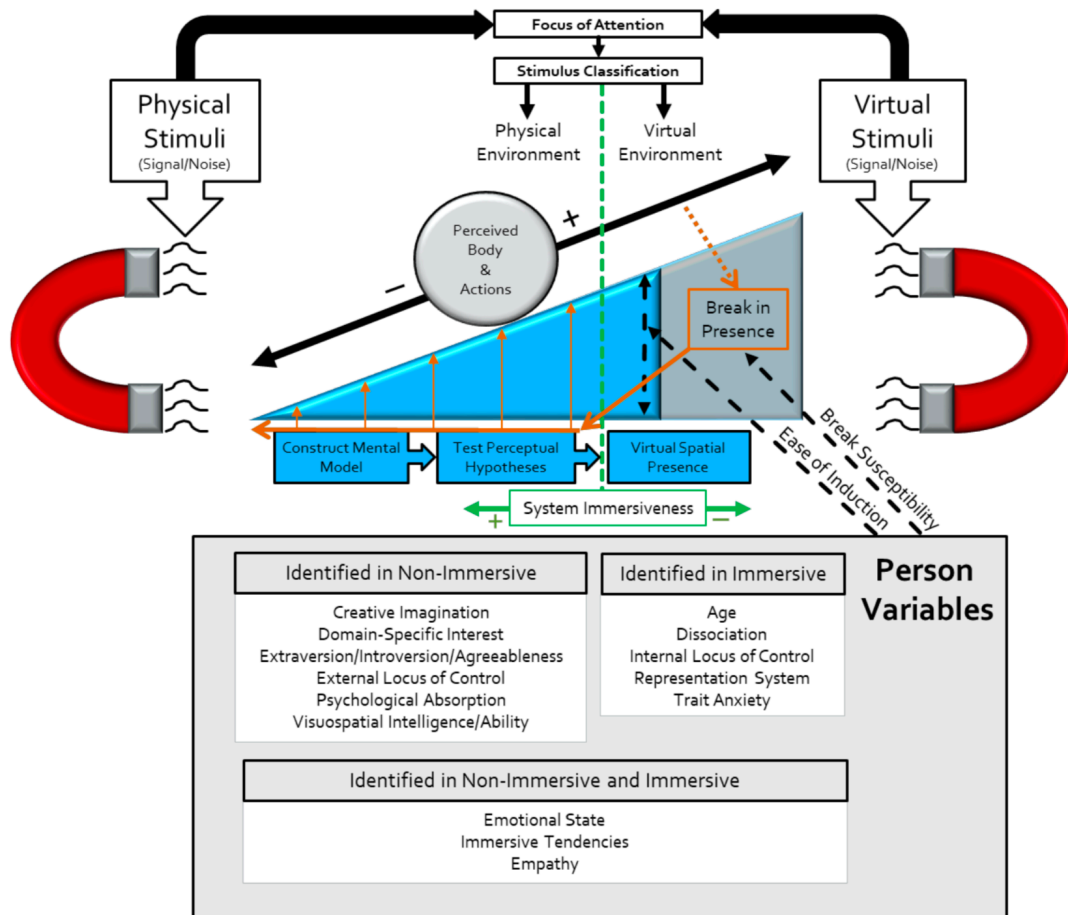 Focus of Attention
Stimulus Classification
Physical
Stimuli
(Signal/Noise)
Physical
Environment
Virtual
Environment
Virtual
Stimuli
(Signal/Noise)
+
Perceived
Body
&
Actions
–
Break in
Presence
Construct Mental
Model
Test Perceptual
Hypotheses
Virtual Spatial
Presence
Break Susceptibility
Ease of Induction
System Immersiveness
+
–
Person
Variables
Identified in Non-Immersive
Creative Imagination
Domain-Specific Interest
Extraversion/Introversion/Agreeableness
External Locus of Control
Psychological Absorption
Visuospatial Intelligence/Ability
Identified in Immersive
Age
Dissociation
Internal Locus of Control
Representation System
Trait Anxiety
Identified in Non-Immersive and Immersive
Emotional State
Immersive Tendencies
Empathy